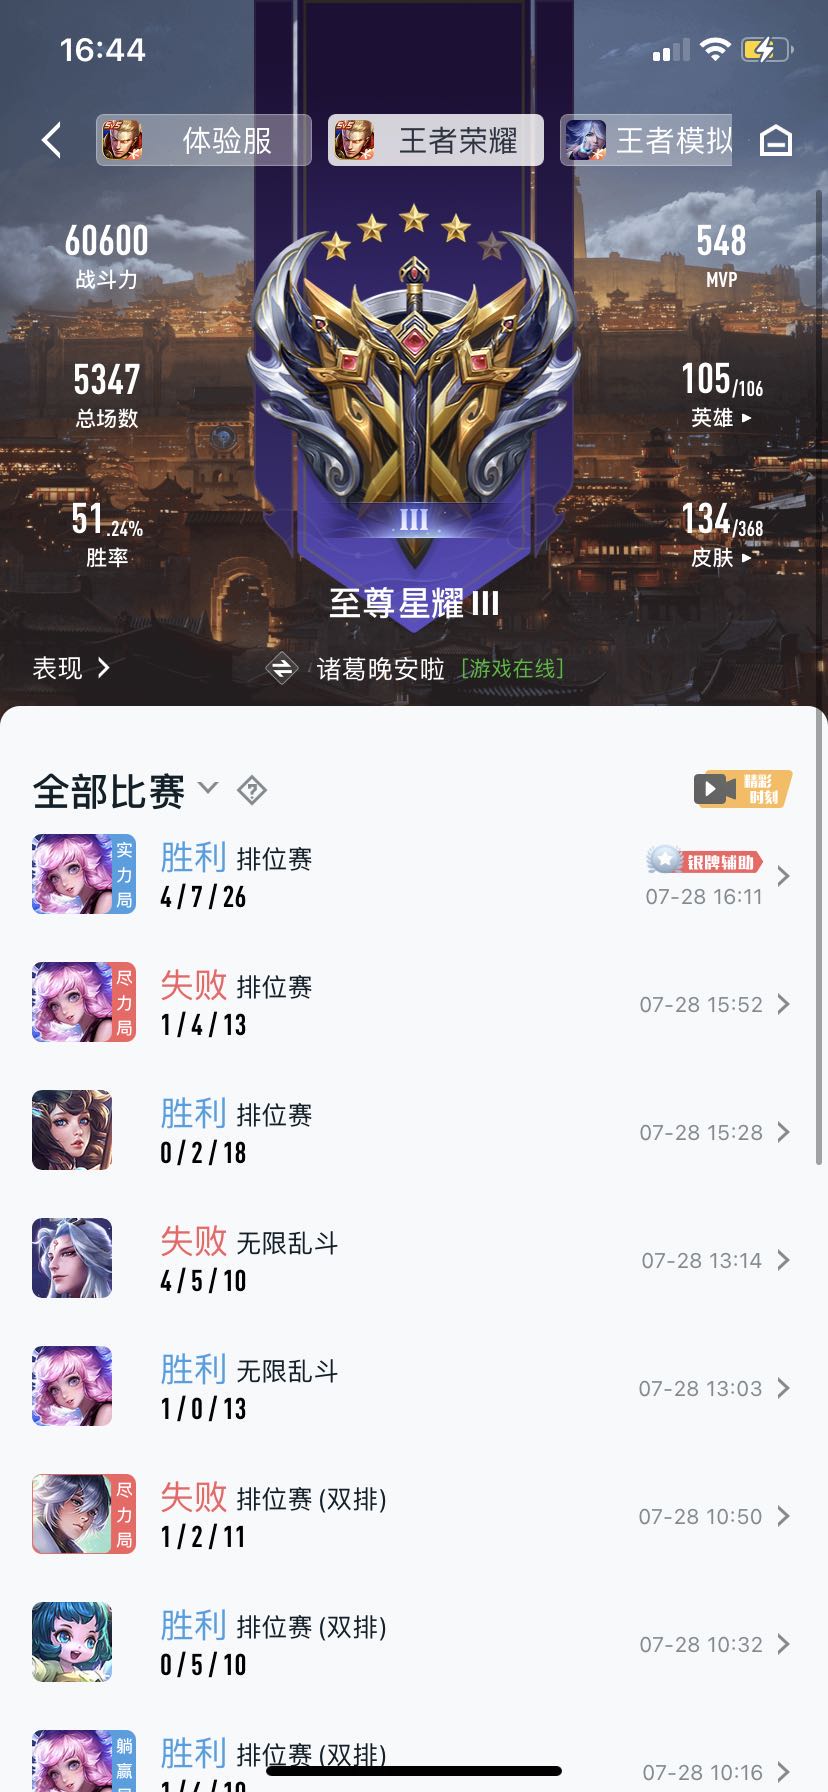 16:44
体验服
王者荣耀
王者模拟
60600
战斗力
548
MVP
5347
总场数
105/106
英雄
51.24%
胜率
134/368
皮肤
III
至尊星耀III
表现
诸葛晚安啦 [游戏在线]
全部比赛
精彩
时刻
实力局
胜利 排位赛
4/7/26
银牌辅助
07-28 16:11
尽力局
失败 排位赛
1/4/13
07-28 15:52
胜利 排位赛
0/2/18
07-28 15:28
失败 无限乱斗
4/5/10
07-28 13:14
胜利 无限乱斗
1/0/13
07-28 13:03
尽力局
失败 排位赛 (双排)
1/2/11
07-28 10:50
胜利 排位赛 (双排)
0/5/10
07-28 10:32
躺赢
胜利 排位赛 (双排)
07-28 10:16